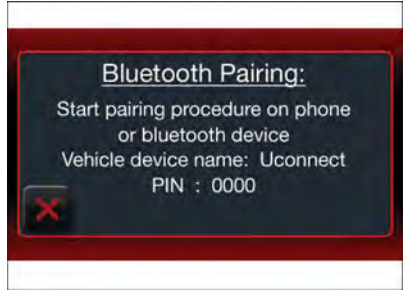 Bluetooth Pairing:
Start pairing procedure on phone
or bluetooth device
Vehicle device name: Uconnect
PIN : 0000